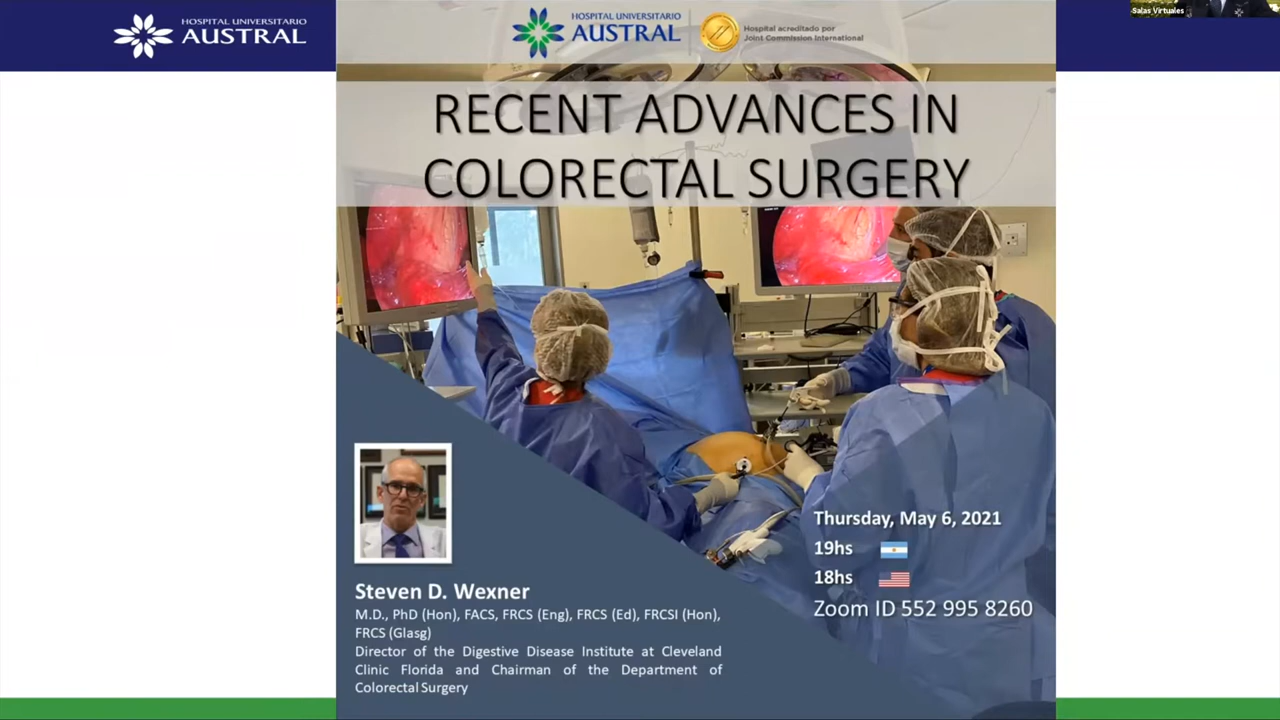 HOSPITAL UNIVERSITARIO
AUSTRAL
HOSPITAL UNIVERSITARIO
AUSTRAL
Hospital acreditado por
Joint Commission International
Salas Virtuales
RECENT ADVANCES IN
COLORECTAL SURGERY
Thursday, May 6, 2021
19hs
18hs
Zoom ID 552 995 8260
Steven D. Wexner
M.D., PhD (Hon), FACS, FRCS (Eng), FRCS (Ed), FRCSI (Hon),
FRCS (Glasg)
Director of the Digestive Disease Institute at Cleveland
Clinic Florida and Chairman of the Department of
Colorectal Surgery